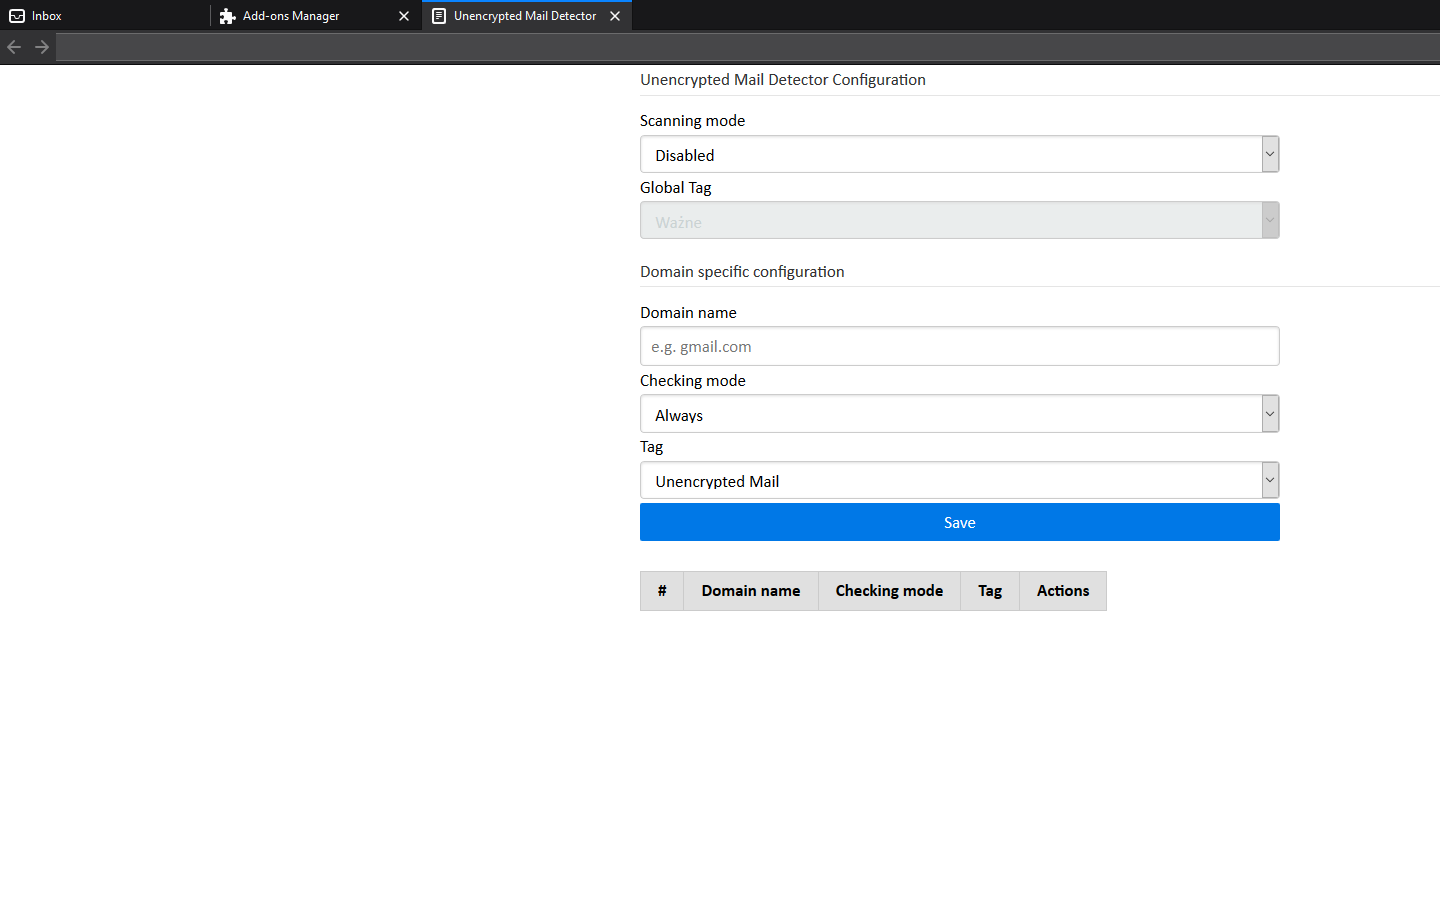 Inbox
Add-ons Manager
Unencrypted Mail Detector
Unencrypted Mail Detector Configuration
Scanning mode
Disabled
Global Tag
Ważne
Domain specific configuration
Domain name
e.g. gmail.com
Checking mode
Always
Tag
Unencrypted Mail
Save
# Domain name Checking mode Tag Actions